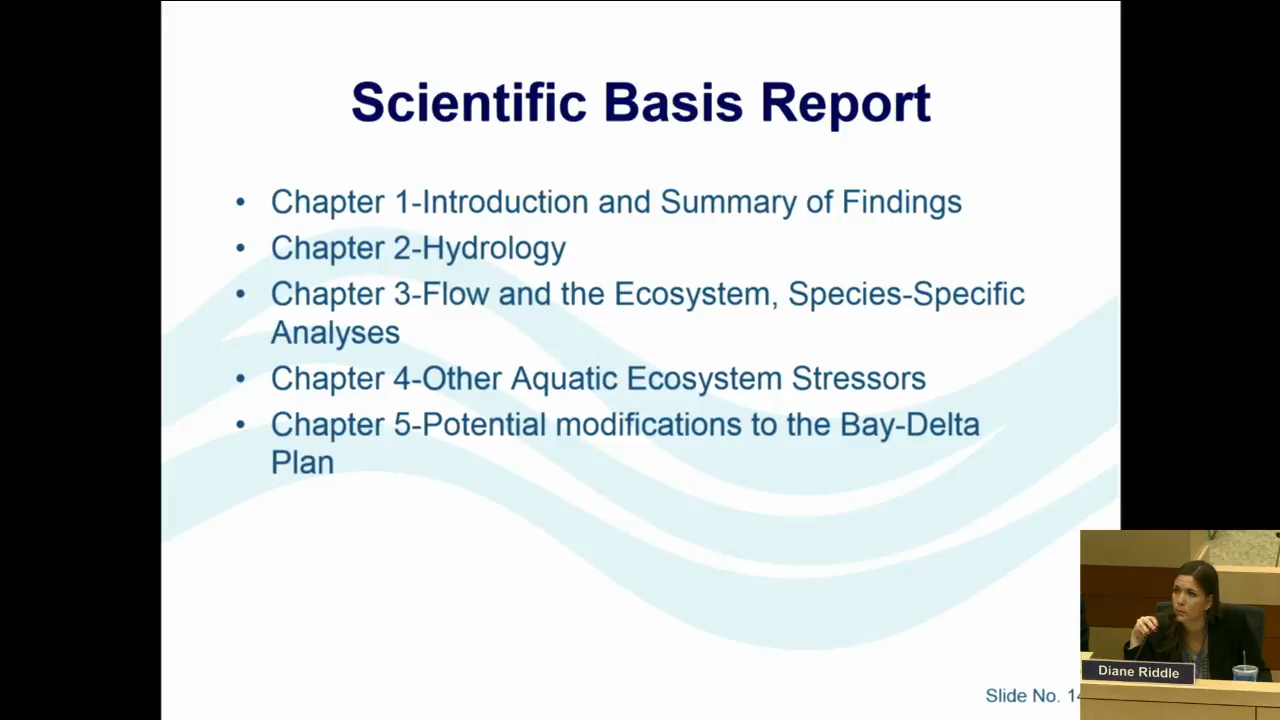 Scientific Basis Report
• Chapter 1-Introduction and Summary of Findings
• Chapter 2-Hydrology
• Chapter 3-Flow and the Ecosystem, Species-Specific
Analyses
• Chapter 4-Other Aquatic Ecosystem Stressors
• Chapter 5-Potential modifications to the Bay-Delta
Plan
Diane Riddle
Slide No.